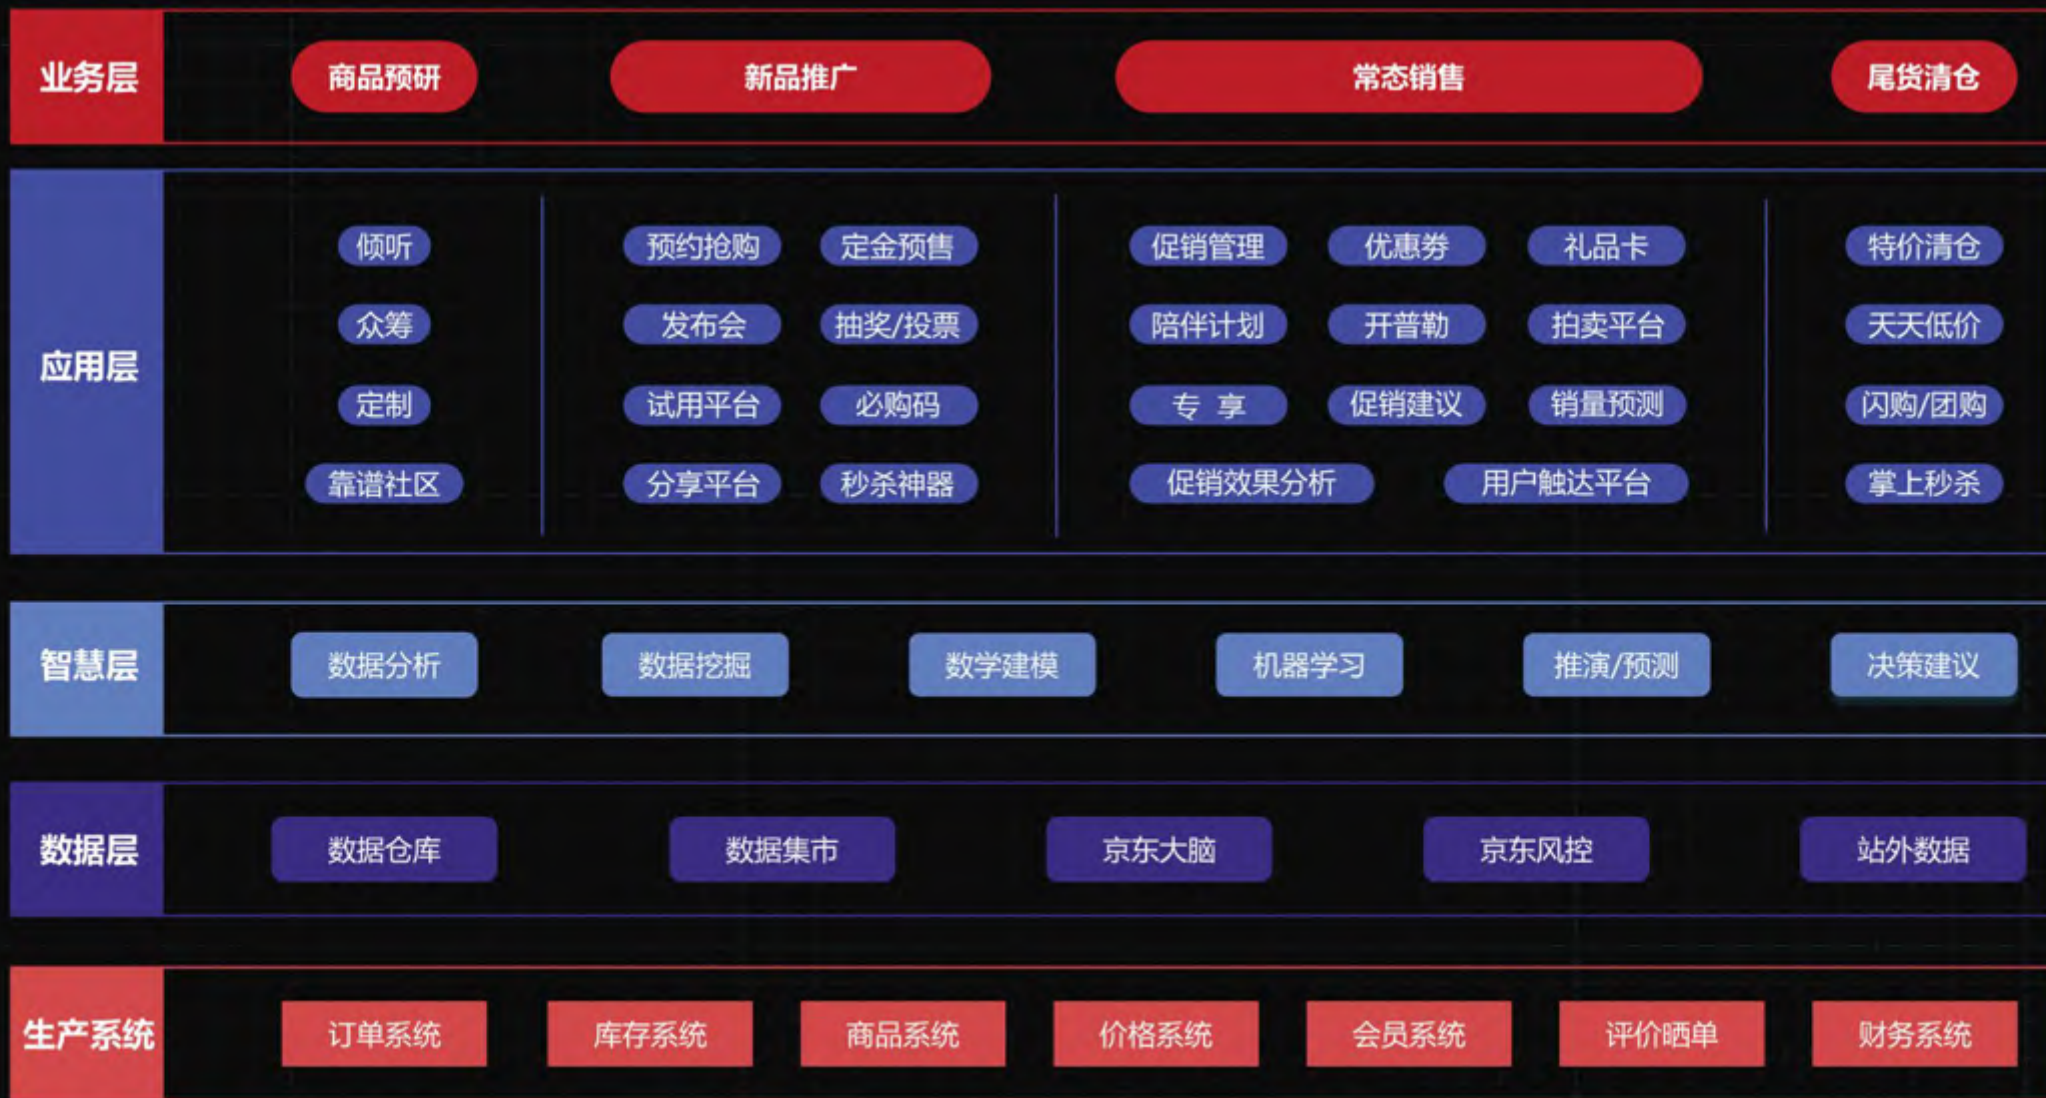 业务层
商品预研
新品推广
常态销售
尾货清仓
应用层
倾听
众筹
定制
靠谱社区
预约抢购
定金预售
发布会
抽奖/投票
试用平台
必购码
分享平台
秒杀神器
促销管理
优惠券
礼品卡
陪伴计划
开普勒
拍卖平台
专 享
促销建议
销量预测
促销效果分析
用户触达平台
特价清仓
天天低价
闪购/团购
掌上秒杀
智慧层
数据分析
数据挖掘
数学建模
机器学习
推演/预测
决策建议
数据层
数据仓库
数据集市
京东大脑
京东风控
站外数据
生产系统
订单系统
库存系统
商品系统
价格系统
会员系统
评价晒单
财务系统